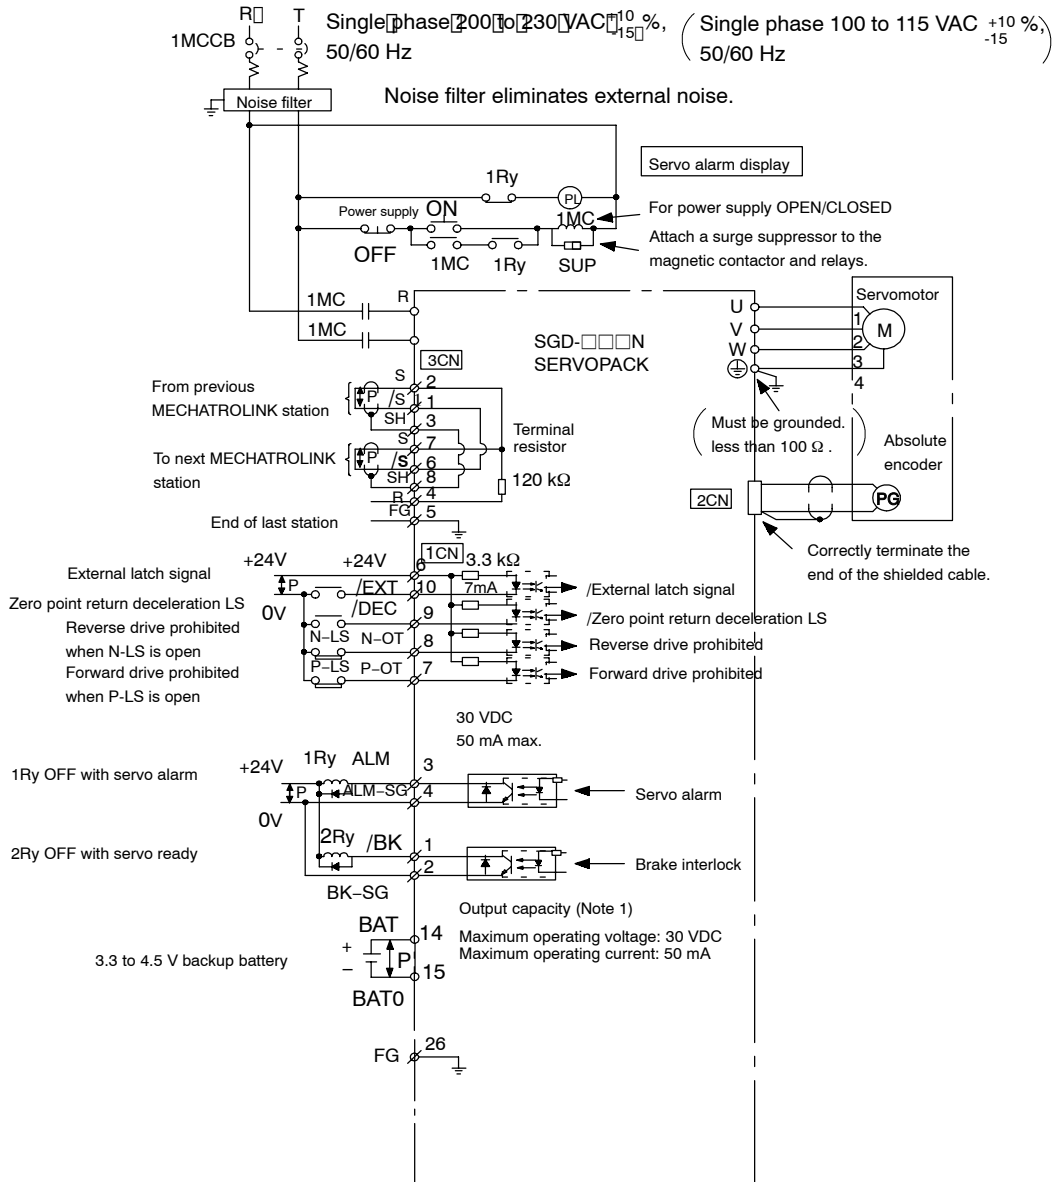 R▯ T
Single▯phase▯200▯to▯230▯VAC▯ +10 -15▯ %,
50/60 Hz
Single phase 100 to 115 VAC +10 -15 %,
50/60 Hz
1MCCB
Noise filter
Noise filter eliminates external noise.
Servo alarm display
1Ry
PL
Power supply
ON
OFF
1MC
For power supply OPEN/CLOSED
Attach a surge suppressor to the
magnetic contactor and relays.
1MC
1Ry
SUP
1MC
R
1MC
SGD-□□□N
SERVOPACK
U
V
W
1
2
3
4
Servomotor
M
3CN
From previous
MECHATROLINK station
P
S
2
/S
1
SH
3
To next MECHATROLINK
station
P
S
7
/S
6
SH
8
R
4
FG
5
End of last station
Terminal
resistor
120 kΩ
Must be grounded.
less than 100 Ω .
Absolute
encoder
2CN
PG
Correctly terminate the
end of the shielded cable.
1CN
+24V
+24V
6
3.3 kΩ
External latch signal
P
/EXT
10
7mA
/External latch signal
0V
Zero point return deceleration LS
/DEC
9
/Zero point return deceleration LS
Reverse drive prohibited
when N-LS is open
N–LS
N–OT
8
Reverse drive prohibited
Forward drive prohibited
when P-LS is open
P–LS
P–OT
7
Forward drive prohibited
30 VDC
50 mA max.
1Ry OFF with servo alarm
+24V
1Ry
ALM
3
P
ALM–SG
4
0V
Servo alarm
2Ry OFF with servo ready
2Ry
/BK
1
2
BK–SG
Brake interlock
Output capacity (Note 1)
Maximum operating voltage: 30 VDC
Maximum operating current: 50 mA
BAT
14
3.3 to 4.5 V backup battery
+
–
P
15
BAT0
FG
26